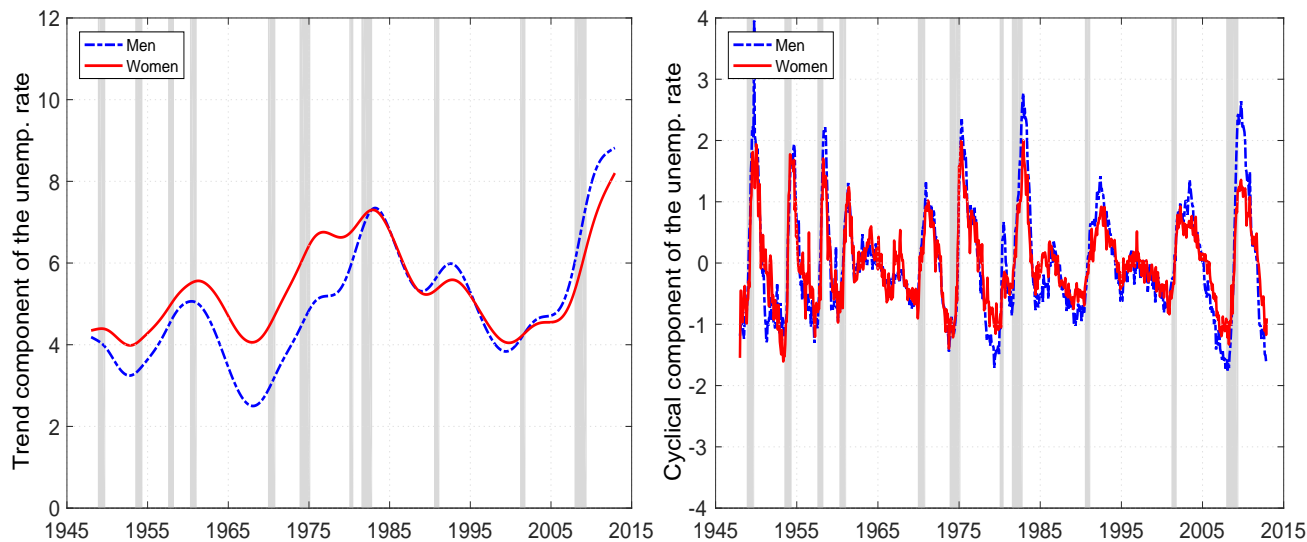 Trend component of the unemp. rate
12
10
8
6
4
2
0
Men
Women
1945 1955 1965 1975 1985 1995 2005 2015
Cyclical component of the unemp. rate
4
3
2
1
0
-1
-2
-3
-4
Men
Women
1945 1955 1965 1975 1985 1995 2005 2015